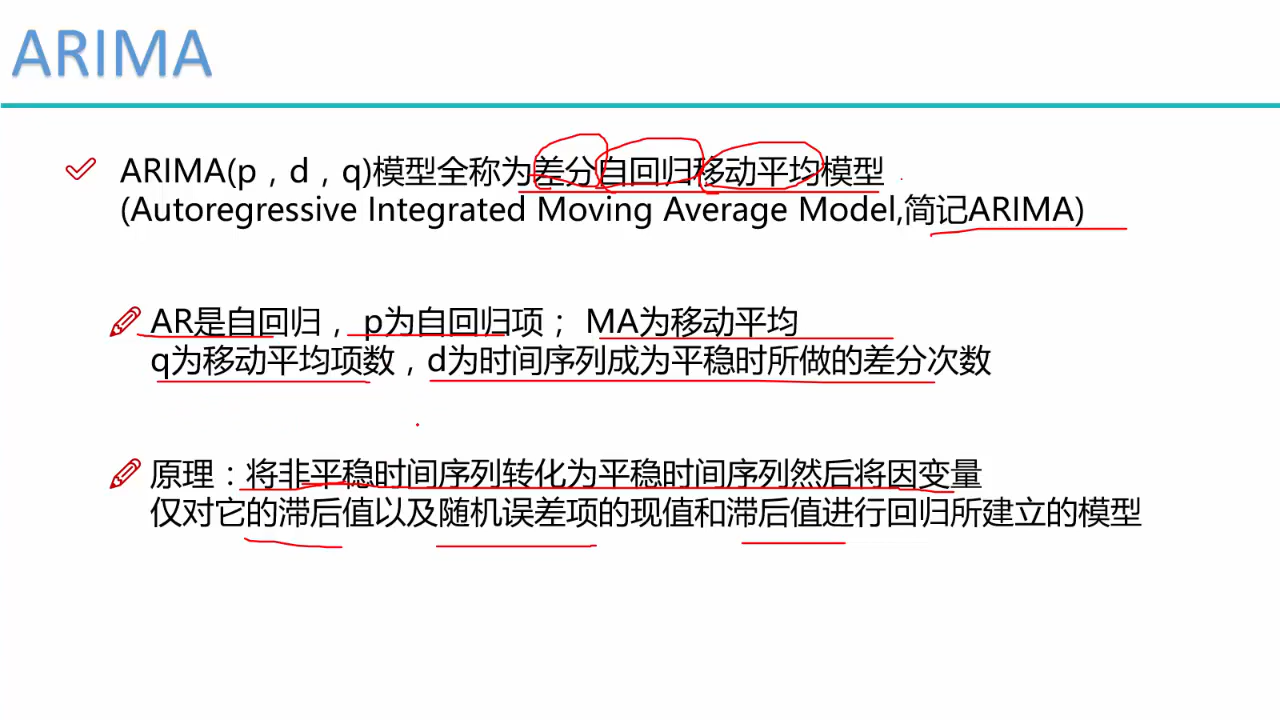 ARIMA
ARIMA(p，d，q)模型全称为差分自回归移动平均模型
(Autoregressive Integrated Moving Average Model,简记ARIMA)
AR是自回归， p为自回归项； MA为移动平均
q为移动平均项数，d为时间序列成为平稳时所做的差分次数
原理：将非平稳时间序列转化为平稳时间序列然后将因变量
仅对它的滞后值以及随机误差项的现值和滞后值进行回归所建立的模型